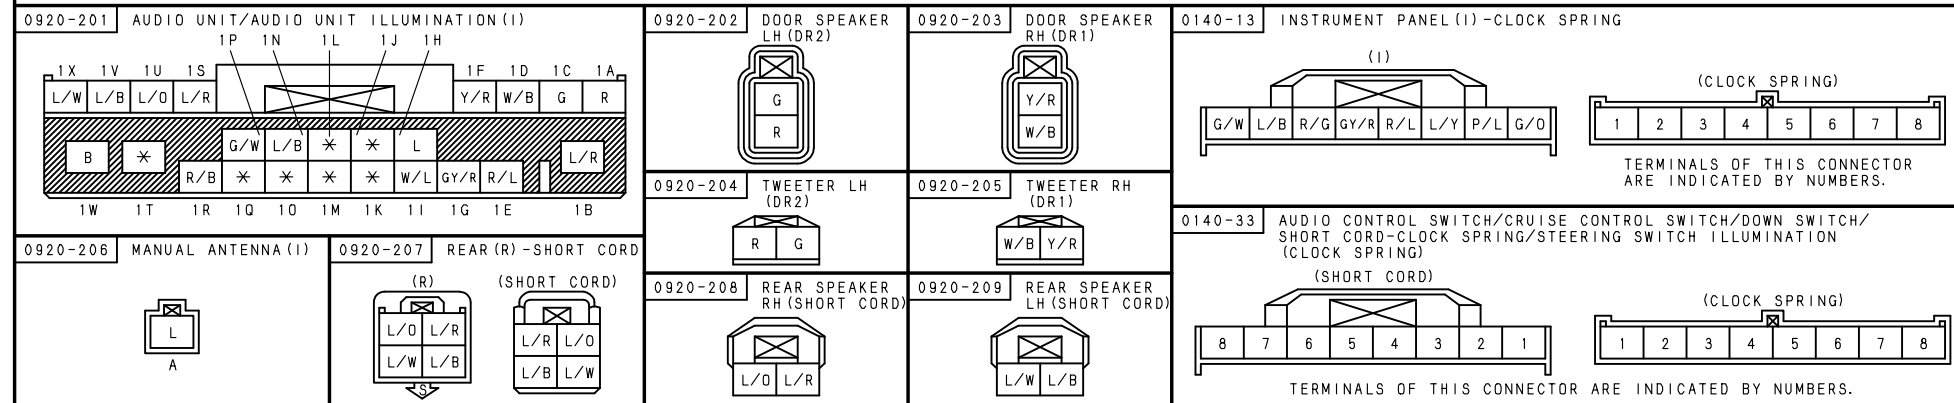 0920-201 AUDIO UNIT/AUDIO UNIT ILLUMINATION(I)
1P 1N 1L 1J 1H
1X 1V 1U 1S 1F 1D 1C 1A
L/W L/B L/O L/R Y/R W/B G R
G/W L/B * * L
B * L/R
R/B * * * * W/L GY/R R/L
1W 1T 1R 1Q 1O 1M 1K 1I 1G 1E 1B
0920-202 DOOR SPEAKER
LH(DR2)
G
R
0920-203 DOOR SPEAKER
RH(DR1)
Y/R
W/B
0920-204 TWEETER LH
(DR2)
R G
0920-205 TWEETER RH
(DR1)
W/B Y/R
0140-13 INSTRUMENT PANEL(I)-CLOCK SPRING
(I)
G/W L/B R/G GY/R R/L L/Y P/L G/O
(CLOCK SPRING)
1 2 3 4 5 6 7 8
TERMINALS OF THIS CONNECTOR
ARE INDICATED BY NUMBERS.
0920-206 MANUAL ANTENNA(I)
L
A
0920-207 REAR(R)-SHORT CORD
(R) (SHORT CORD)
L/O L/R
L/W L/B
S
L/R L/O
L/B L/W
0920-208 REAR SPEAKER
RH(SHORT CORD)
L/O L/R
0920-209 REAR SPEAKER
LH(SHORT CORD)
L/W L/B
0140-33 AUDIO CONTROL SWITCH/CRUISE CONTROL SWITCH/DOWN SWITCH/
SHORT CORD-CLOCK SPRING/STEERING SWITCH ILLUMINATION
(CLOCK SPRING)
(SHORT CORD)
8 7 6 5 4 3 2 1
(CLOCK SPRING)
1 2 3 4 5 6 7 8
TERMINALS OF THIS CONNECTOR ARE INDICATED BY NUMBERS.